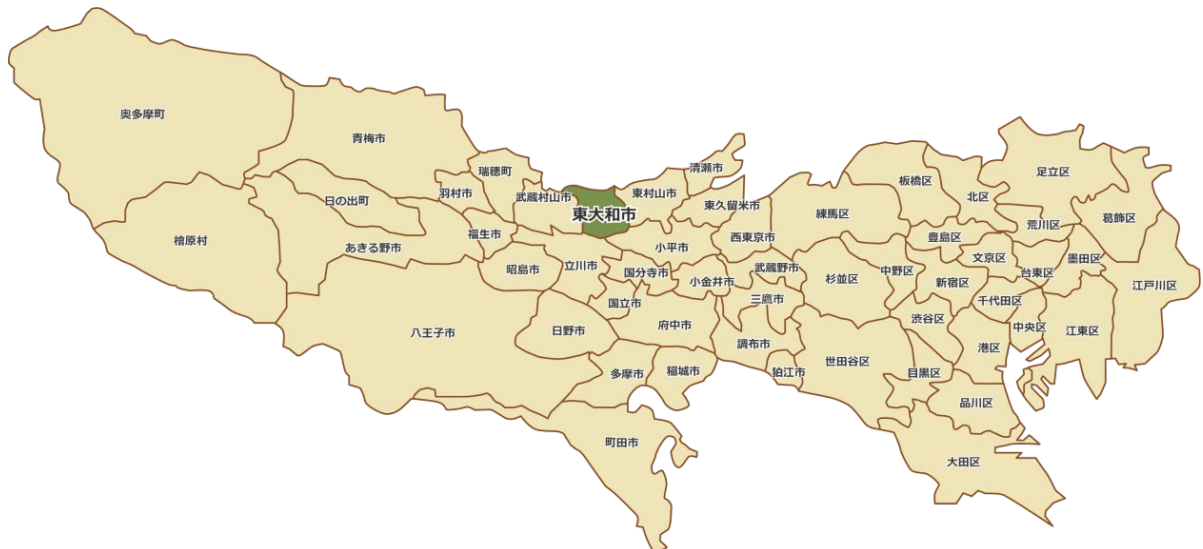 奥多摩町
青梅市
瑞穂町
羽村市
日の出町
武蔵村山市
東大和市
東村山市
清瀬市
東久留米市
檜原村
あきる野市
福生市
昭島市
立川市
小平市
西東京市
国分寺市
小金井市
武蔵野市
国立市
三鷹市
八王子市
日野市
府中市
調布市
狛江市
多摩市
稲城市
町田市
練馬区
板橋区
北区
足立区
葛飾区
荒川区
豊島区
文京区
台東区
墨田区
江戸川区
杉並区
中野区
新宿区
千代田区
渋谷区
中央区
江東区
港区
世田谷区
目黒区
品川区
大田区